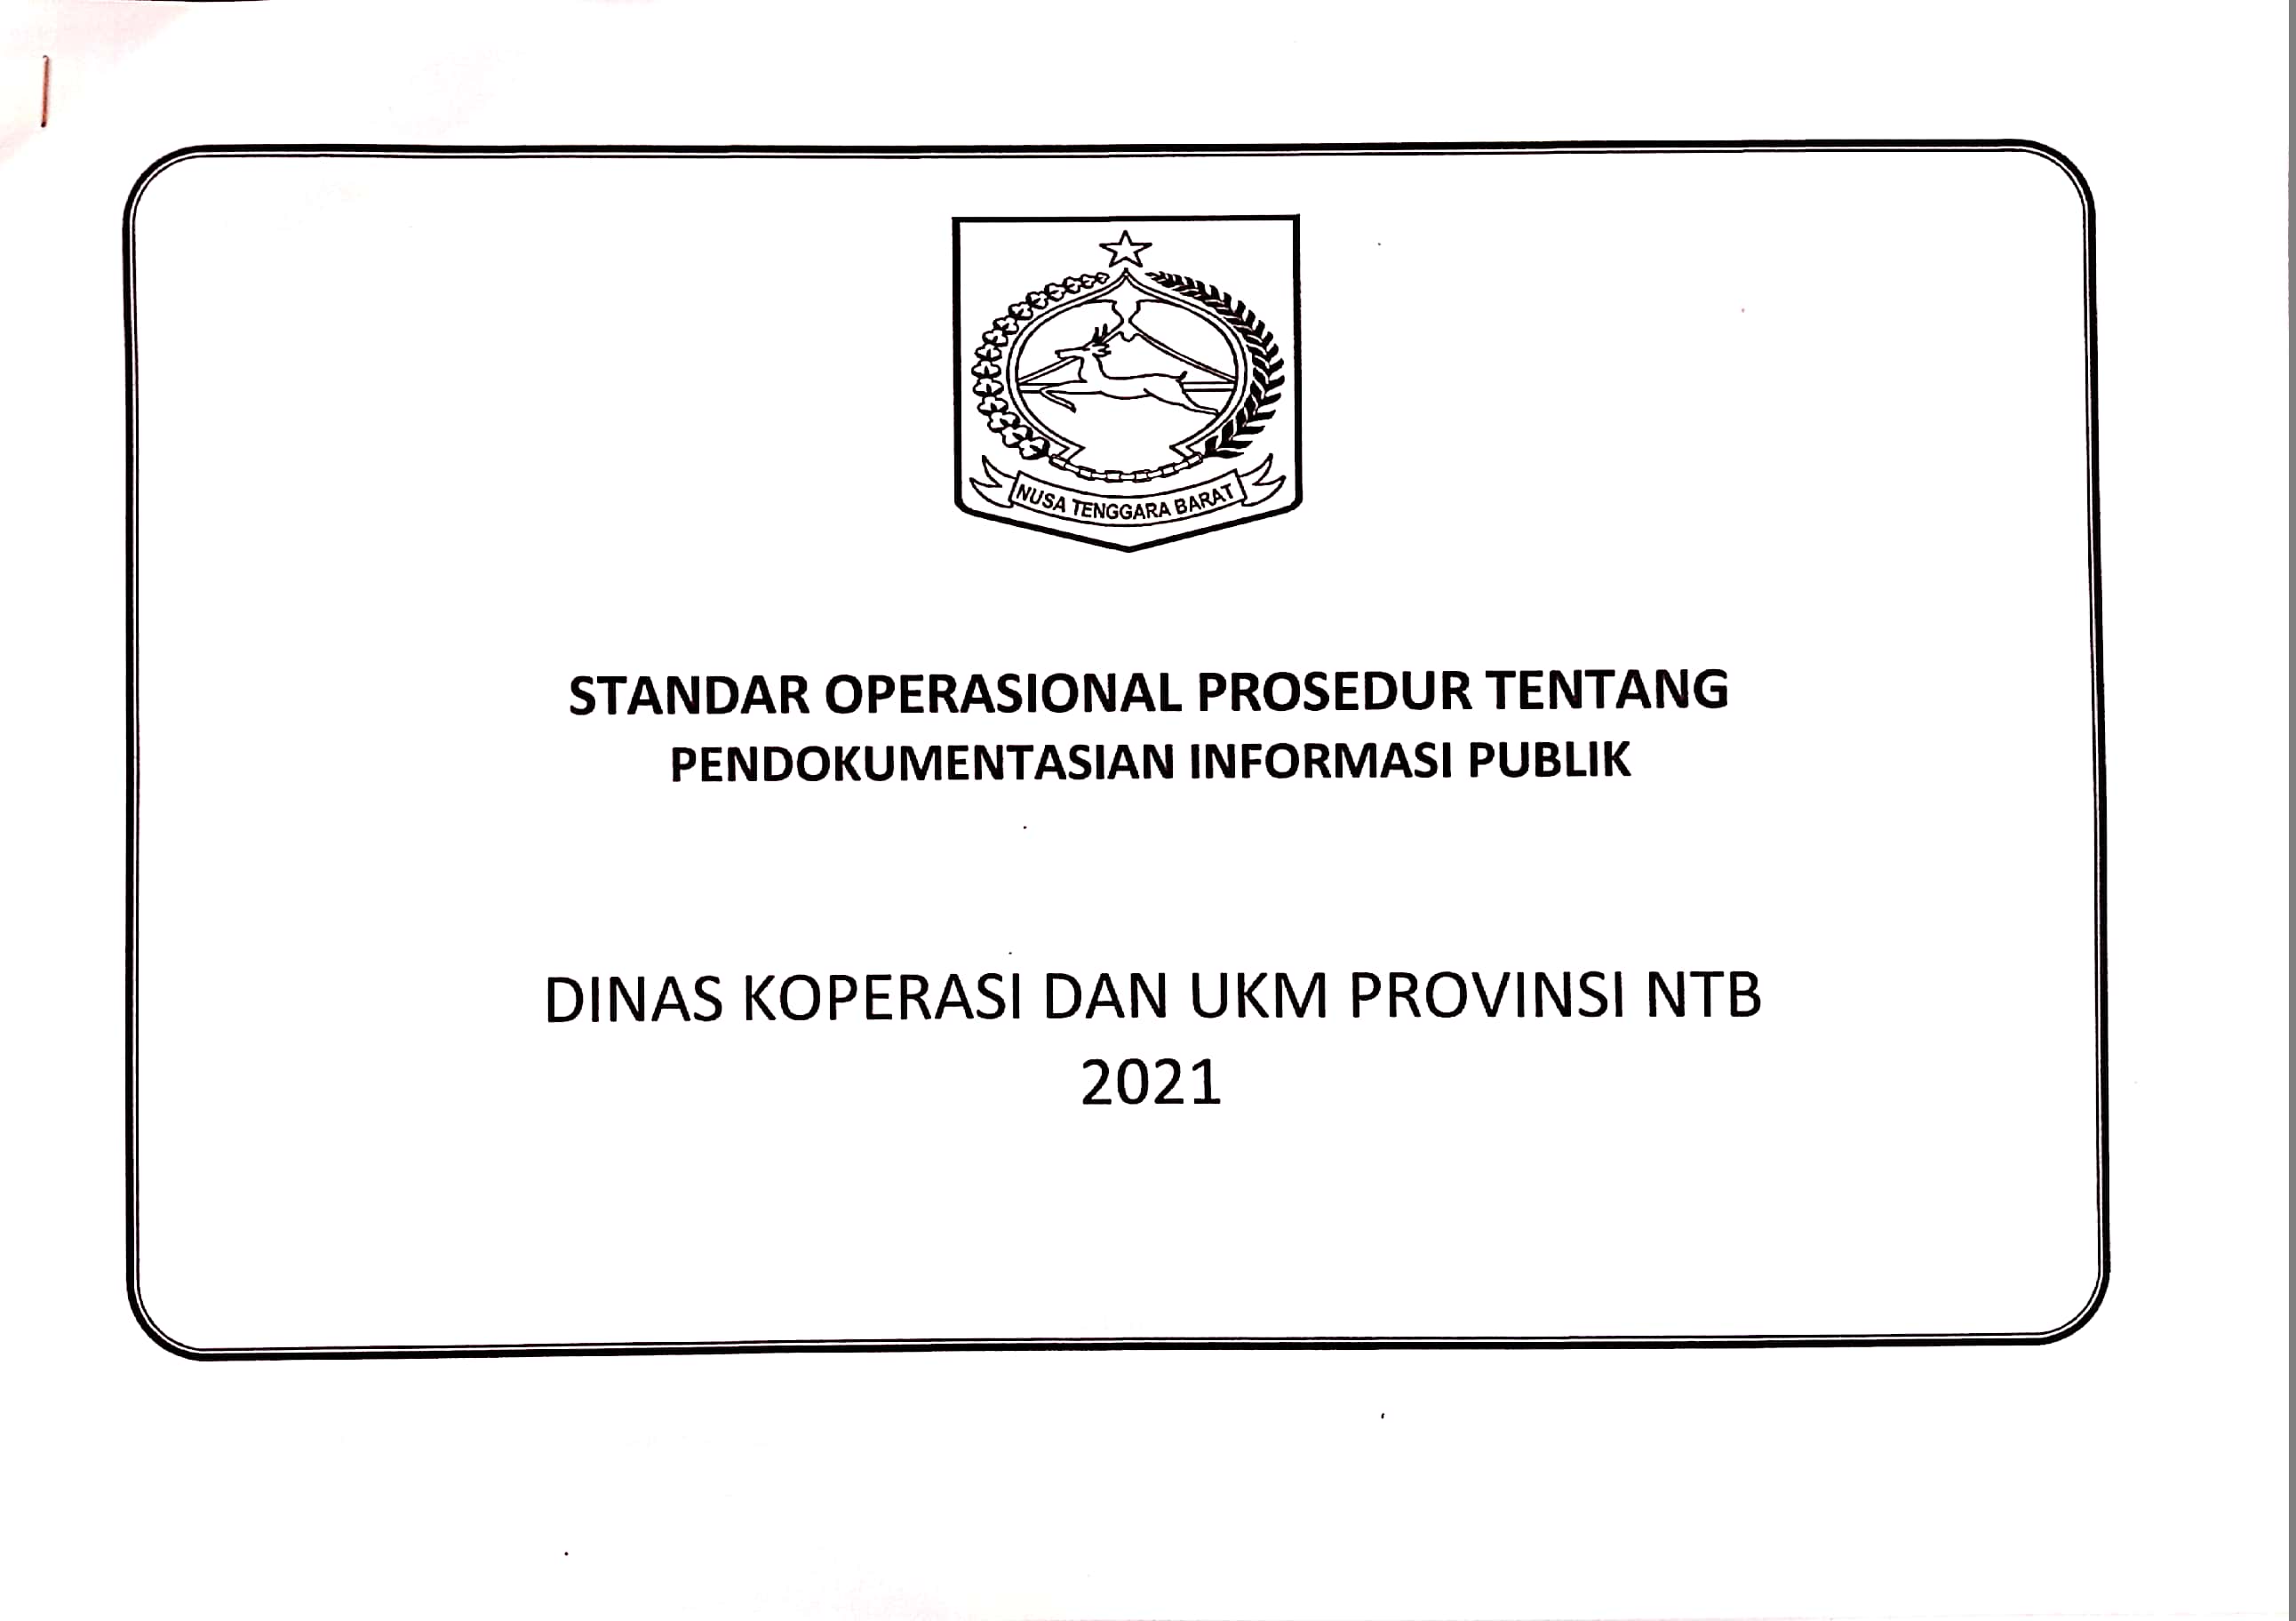 NUSA TENGGARA BARAT
STANDAR OPERASIONAL PROSEDUR TENTANG
PENDOKUMENTASIAN INFORMASI PUBLIK
DINAS KOPERASI DAN UKM PROVINSI NTB
2021